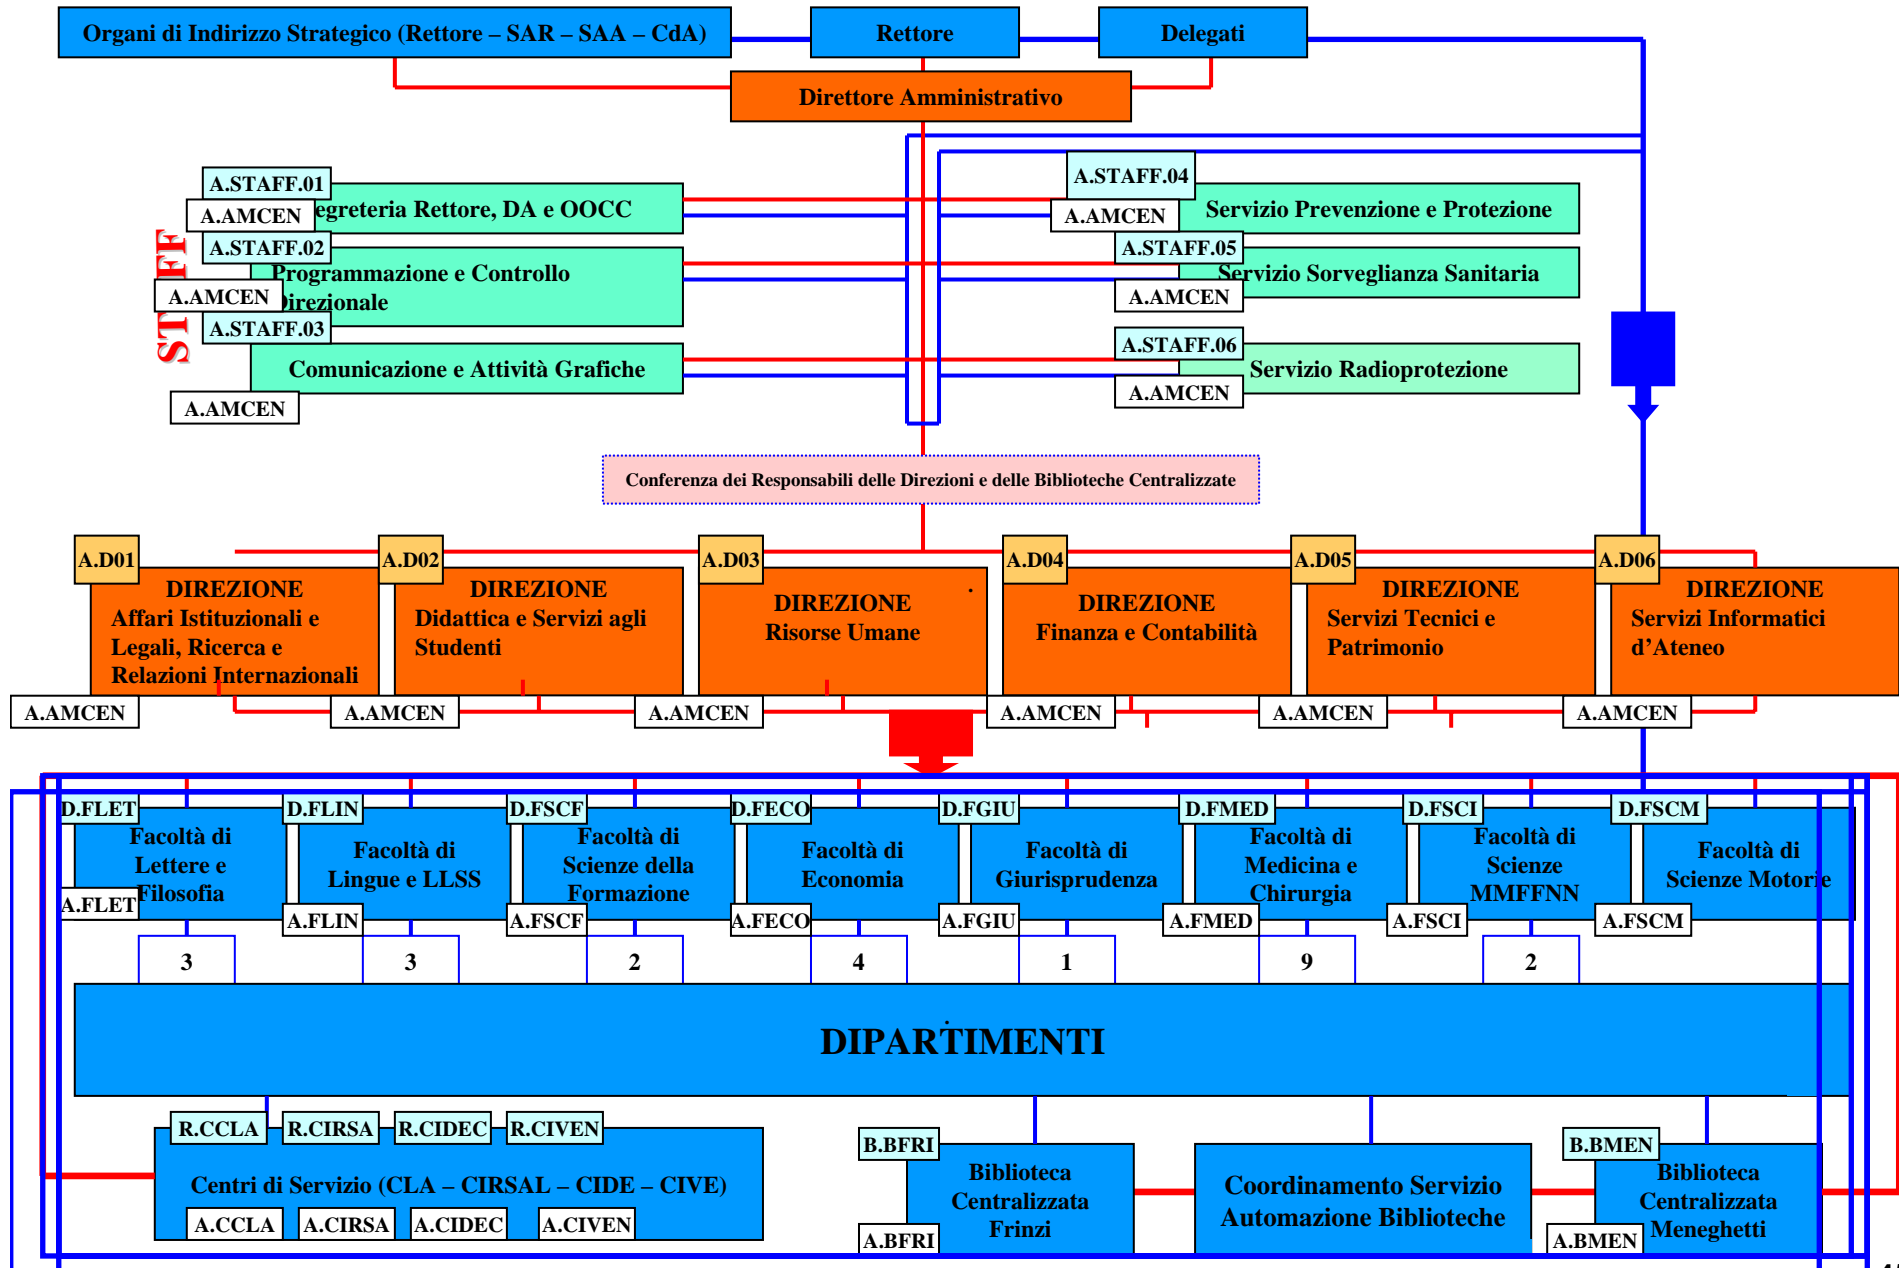 Organi di Indirizzo Strategico (Rettore – SAR – SAA – CdA)
Rettore
Delegati
Direttore Amministrativo
STAFF
A.STAFF.01
egreteria Rettore, DA e OOCC
A.AMCEN
A.STAFF.02
Programmazione e Controllo
Direzionale
A.AMCEN
A.STAFF.03
Comunicazione e Attività Grafiche
A.AMCEN
A.STAFF.04
Servizio Prevenzione e Protezione
A.AMCEN
A.STAFF.05
Servizio Sorveglianza Sanitaria
A.AMCEN
A.STAFF.06
Servizio Radioprotezione
A.AMCEN
Conferenza dei Responsabili delle Direzioni e delle Biblioteche Centralizzate
A.D01
DIREZIONE
Affari Istituzionali e
Legali, Ricerca e
Relazioni Internazionali
A.AMCEN
A.D02
DIREZIONE
Didattica e Servizi agli
Studenti
A.AMCEN
A.D03
DIREZIONE
Risorse Umane
A.AMCEN
A.D04
DIREZIONE
Finanza e Contabilità
A.AMCEN
A.D05
DIREZIONE
Servizi Tecnici e
Patrimonio
A.AMCEN
A.D06
DIREZIONE
Servizi Informatici
d’Ateneo
A.AMCEN
D.FLET
Facoltà di
Lettere e
Filosofia
A.FLET
D.FLIN
Facoltà di
Lingue e LLSS
A.FLIN
D.FSCF
Facoltà di
Scienze della
Formazione
A.FSCF
D.FECO
Facoltà di
Economia
A.FECO
D.FGIU
Facoltà di
Giurisprudenza
A.FGIU
D.FMED
Facoltà di
Medicina e
Chirurgia
A.FMED
D.FSCI
Facoltà di
Scienze
MMFFNN
A.FSCI
D.FSCM
Facoltà di
Scienze Motorie
A.FSCM
3
3
2
4
1
9
2
DIPARTIMENTI
R.CCLA
R.CIRSA
R.CIDEC
R.CIVEN
Centri di Servizio (CLA – CIRSAL – CIDE – CIVE)
A.CCLA
A.CIRSA
A.CIDEC
A.CIVEN
B.BFRI
Biblioteca
Centralizzata
Frinzi
A.BFRI
Coordinamento Servizio
Automazione Biblioteche
B.BMEN
Biblioteca
Centralizzata
Meneghetti
A.BMEN